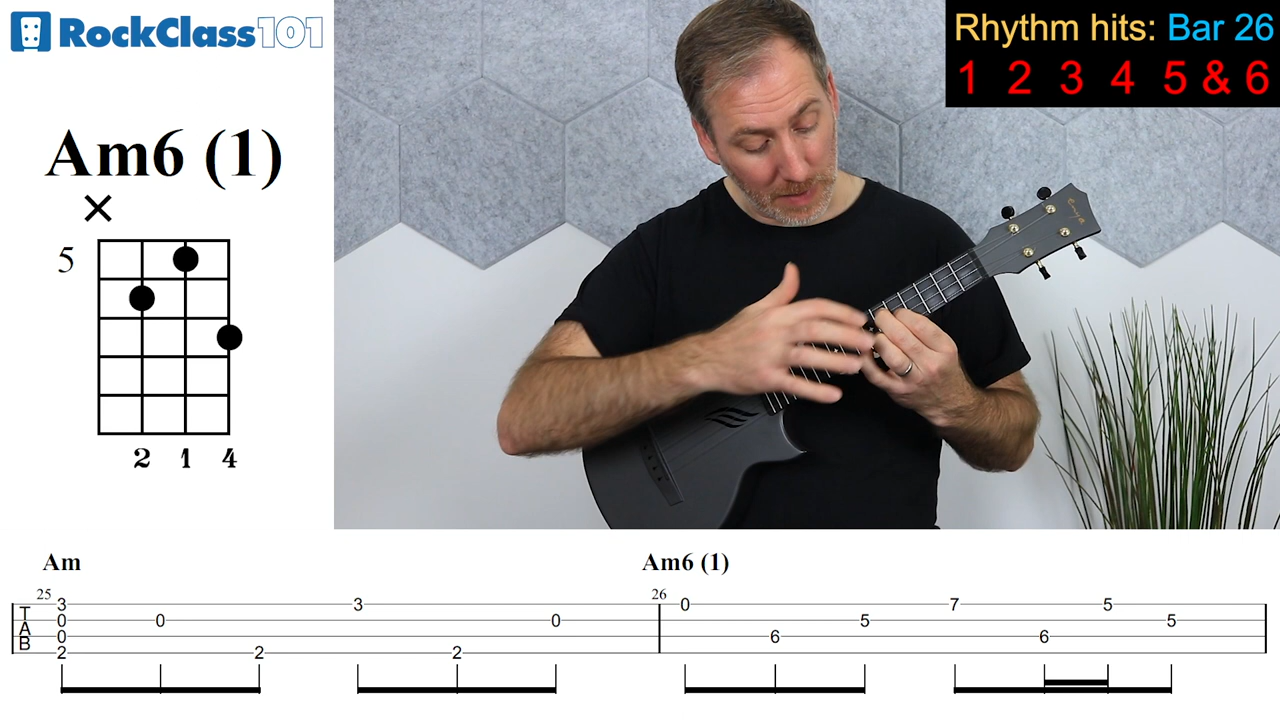 RockClass101
Rhythm hits: Bar 26
1 2 3 4 5 & 6
Am6 (1)
×
5
2 1 4
Am Am6 (1)
25 26
T
A
B
3 3 0 7 5
0 0 0 5 5
0 6 6
2 2 2